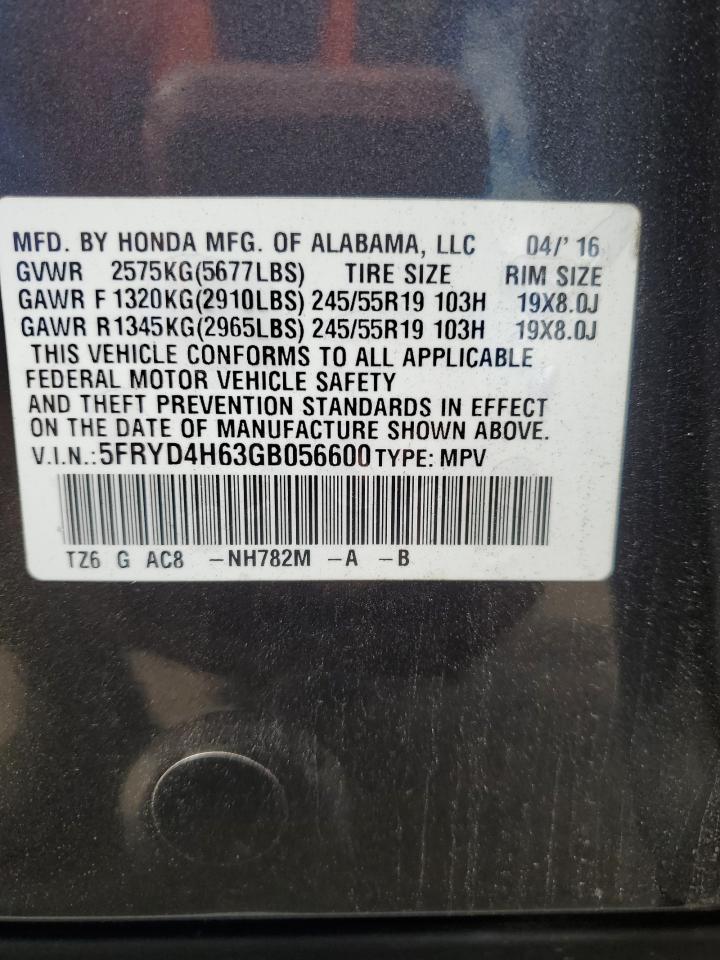 MFD. BY HONDA MFG. OF ALABAMA, LLC 04/' 16
GVWR 2575KG(5677LBS) TIRE SIZE RIM SIZE
GAWR F 1320KG(2910LBS) 245/55R19 103H 19X8.0J
GAWR R1345KG(2965LBS) 245/55R19 103H 19X8.0J
THIS VEHICLE CONFORMS TO ALL APPLICABLE
FEDERAL MOTOR VEHICLE SAFETY
AND THEFT PREVENTION STANDARDS IN EFFECT
ON THE DATE OF MANUFACTURE SHOWN ABOVE.
V.I.N.: 5FRYD4H63GB056600 TYPE: MPV
TZ6 G AC8 -NH782M -A -B